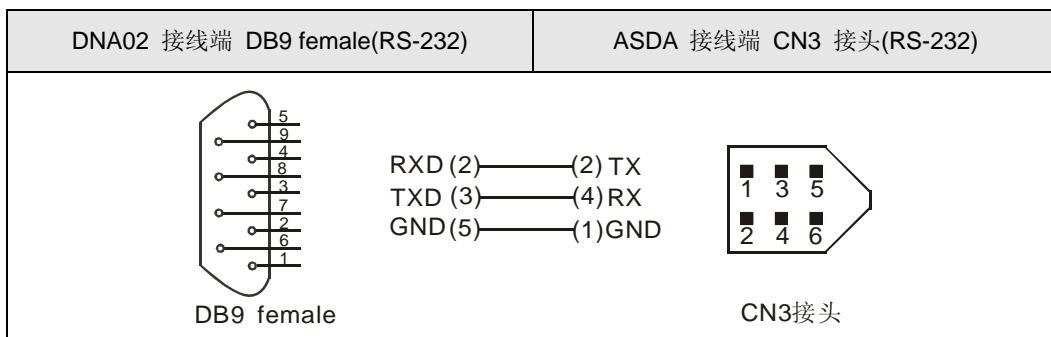 DNA02 接线端 DB9 female(RS-232)
ASDA 接线端 CN3 接头(RS-232)
5
9
4
8
3
7
2
6
1
RXD (2) (2) TX
TXD (3) (4) RX
GND (5) (1) GND
1 3 5
2 4 6
DB9 female
CN3接头